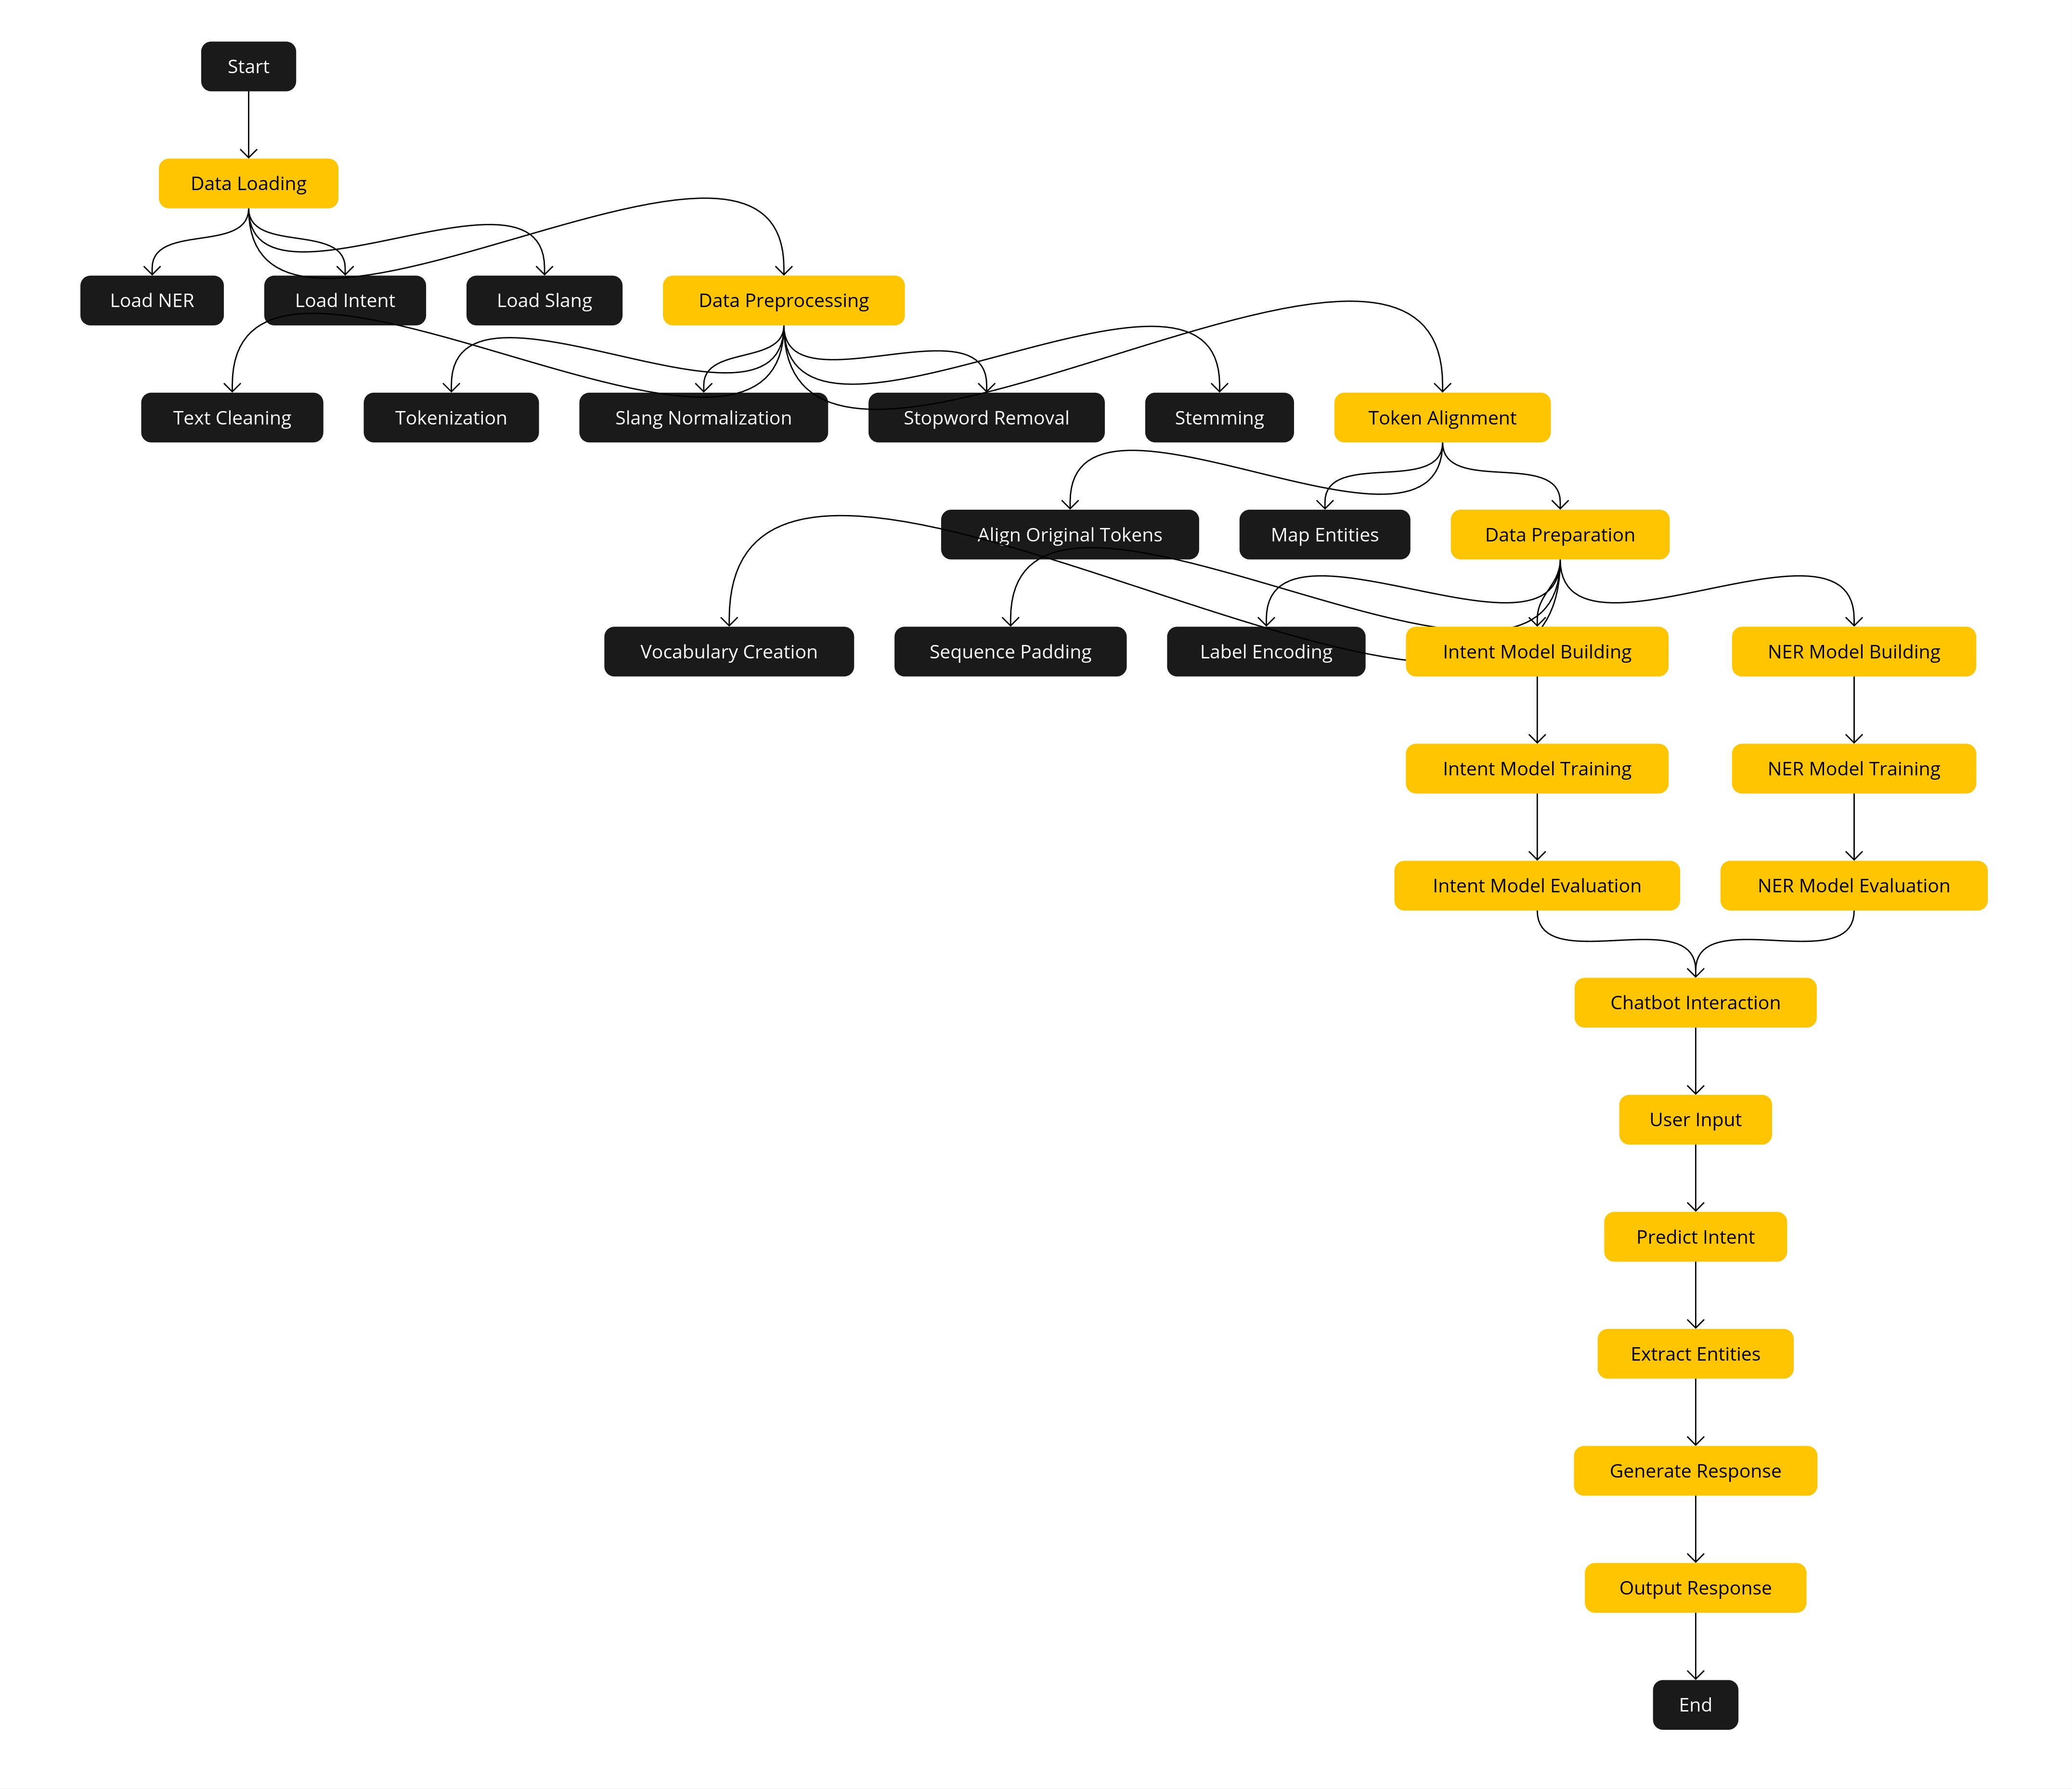 Start
Data Loading
Load NER
Load Intent
Load Slang
Data Preprocessing
Text Cleaning
Tokenization
Slang Normalization
Stopword Removal
Stemming
Token Alignment
Align Original Tokens
Map Entities
Data Preparation
Vocabulary Creation
Sequence Padding
Label Encoding
Intent Model Building
NER Model Building
Intent Model Training
NER Model Training
Intent Model Evaluation
NER Model Evaluation
Chatbot Interaction
User Input
Predict Intent
Extract Entities
Generate Response
Output Response
End